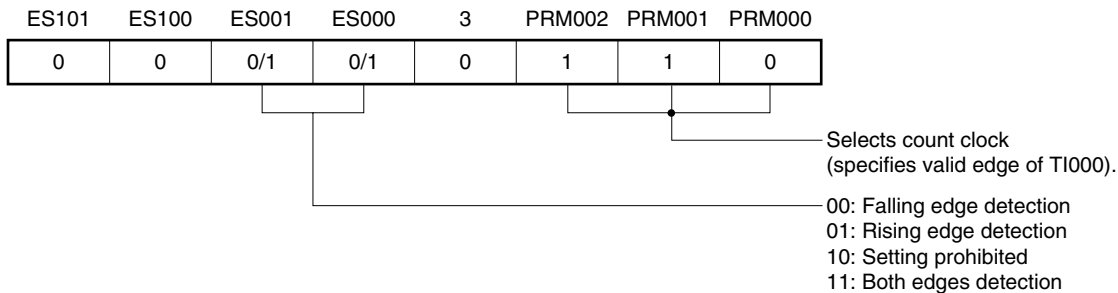 ES101 ES100 ES001 ES000 3 PRM002 PRM001 PRM000
0 0 0/1 0/1 0 1 1 0
Selects count clock
(specifies valid edge of TI000).
00: Falling edge detection
01: Rising edge detection
10: Setting prohibited
11: Both edges detection